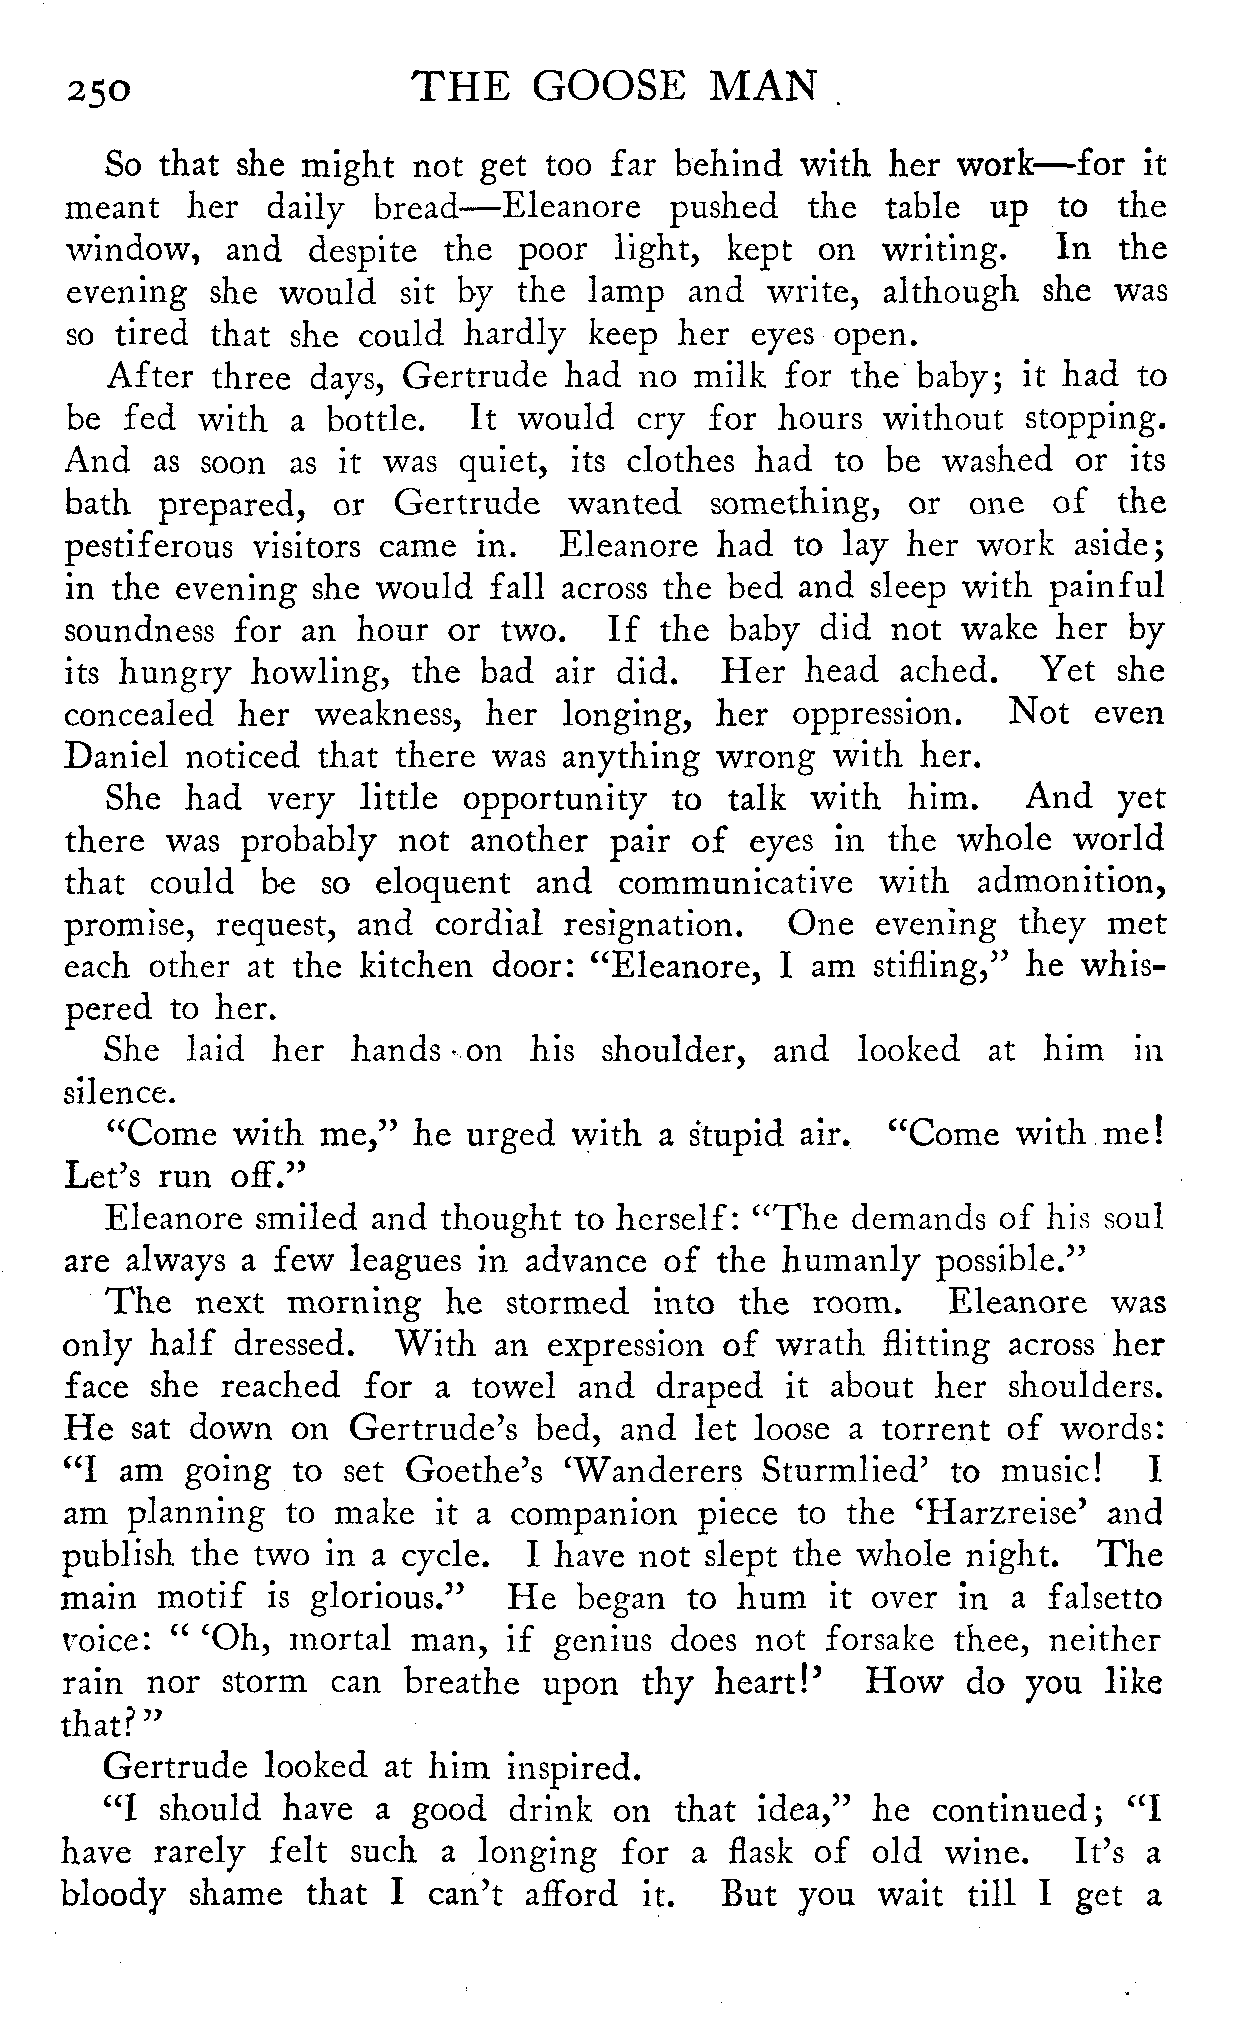 250 THE GOOSE MAN
So that she might not get too far behind with her work—for it
meant her daily bread—Eleanore pushed the table up to the
window, and despite the poor light, kept on writing. In the
evening she would sit by the lamp and write, although she was
so tired that she could hardly keep her eyes open.
After three days, Gertrude had no milk for the baby; it had to
be fed with a bottle. It would cry for hours without stopping.
And as soon as it was quiet, its clothes had to be washed or its
bath prepared, or Gertrude wanted something, or one of the
pestiferous visitors came in. Eleanore had to lay her work aside;
in the evening she would fall across the bed and sleep with painful
soundness for an hour or two. If the baby did not wake her by
its hungry howling, the bad air did. Her head ached. Yet she
concealed her weakness, her longing, her oppression. Not even
Daniel noticed that there was anything wrong with her.
She had very little opportunity to talk with him. And yet
there was probably not another pair of eyes in the whole world
that could be so eloquent and communicative with admonition,
promise, request, and cordial resignation. One evening they met
each other at the kitchen door: “Eleanore, I am stifling,” he whis-
pered to her.
She laid her hands on his shoulder, and looked at him in
silence.
“Come with me,” he urged with a stupid air. “Come with me!
Let’s run off.”
Eleanore smiled and thought to herself: “The demands of his soul
are always a few leagues in advance of the humanly possible.”
The next morning he stormed into the room. Eleanore was
only half dressed. With an expression of wrath flitting across her
face she reached for a towel and draped it about her shoulders.
He sat down on Gertrude’s bed, and let loose a torrent of words:
“I am going to set Goethe’s ‘Wanderers Sturmlied’ to music! I
am planning to make it a companion piece to the ‘Harzreise’ and
publish the two in a cycle. I have not slept the whole night. The
main motif is glorious.” He began to hum it over in a falsetto
voice: “ ‘Oh, mortal man, if genius does not forsake thee, neither
rain nor storm can breathe upon thy heart!’ How do you like
that?”
Gertrude looked at him inspired.
“I should have a good drink on that idea,” he continued; “I
have rarely felt such a longing for a flask of old wine. It’s a
bloody shame that I can’t afford it. But you wait till I get a